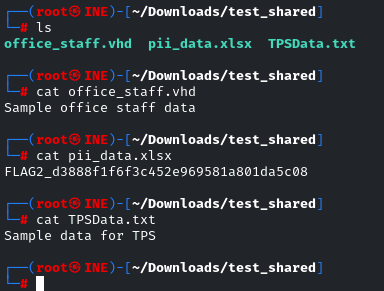 ┌──(root㉿INE)-[~/Downloads/test_shared]
└─# ls
office_staff.vhd pii_data.xlsx TPSData.txt
┌──(root㉿INE)-[~/Downloads/test_shared]
└─# cat office_staff.vhd
Sample office staff data
┌──(root㉿INE)-[~/Downloads/test_shared]
└─# cat pii_data.xlsx
FLAG2_d3888f1f6f3c452e969581a801da5c08
┌──(root㉿INE)-[~/Downloads/test_shared]
└─# cat TPSData.txt
Sample data for TPS
┌──(root㉿INE)-[~/Downloads/test_shared]
└─#